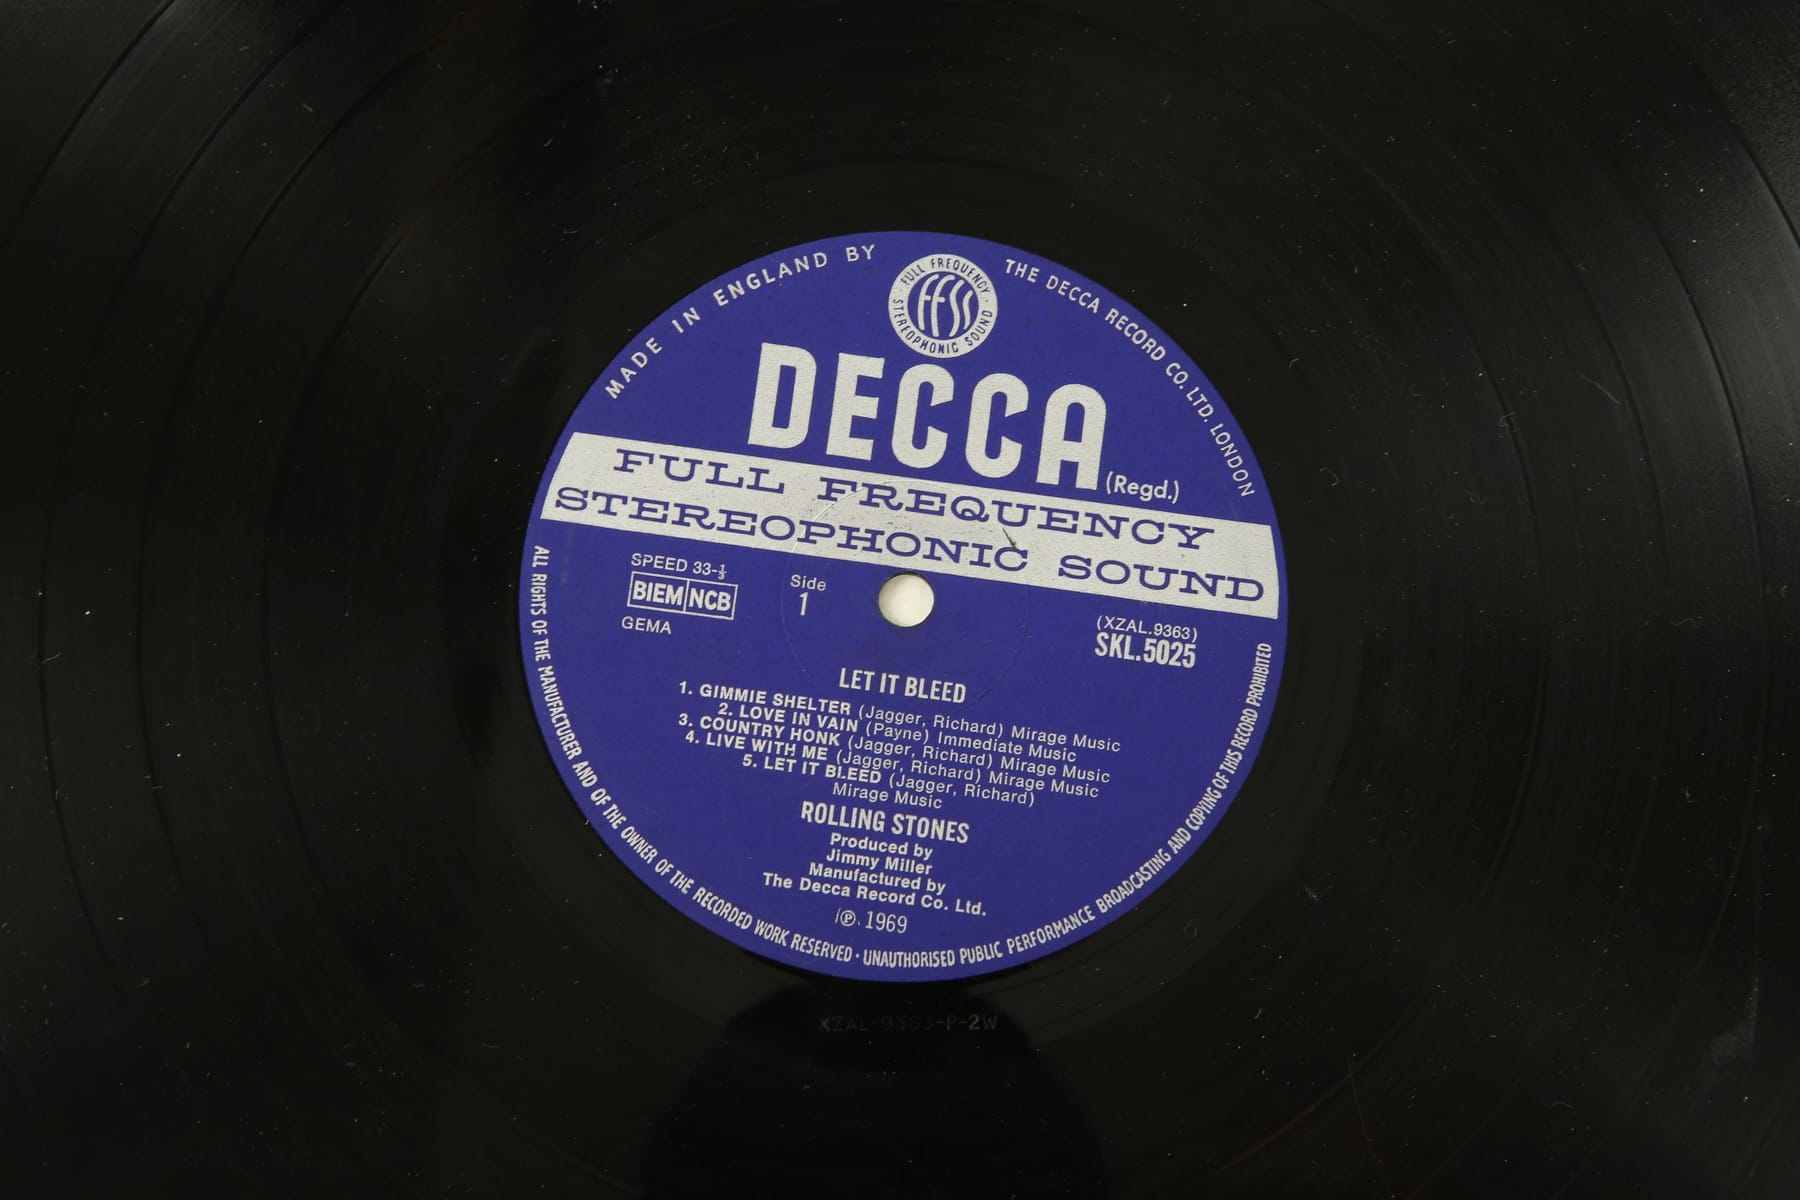 MADE IN ENGLAND BY
THE DECCA RECORD CO. LTD. LONDON
FULL FREQUENCY
ffss
STEREOPHONIC SOUND
DECCA (Regd.)
FULL FREQUENCY
STEREOPHONIC SOUND
SPEED 33-⅓
BIEM NCB
GEMA
Side
1
(XZAL.9363)
SKL.5025
LET IT BLEED
1. GIMMIE SHELTER (Jagger, Richard) Mirage Music
2. LOVE IN VAIN (Payne) Immediate Music
3. COUNTRY HONK (Jagger, Richard) Mirage Music
4. LIVE WITH ME (Jagger, Richard) Mirage Music
5. LET IT BLEED (Jagger, Richard)
Mirage Music
ROLLING STONES
Produced by
Jimmy Miller
Manufactured by
The Decca Record Co. Ltd.
℗. 1969
ALL RIGHTS OF THE MANUFACTURER AND OF THE OWNER OF THE RECORDED WORK RESERVED · UNAUTHORISED PUBLIC PERFORMANCE BROADCASTING AND COPYING OF THIS RECORD PROHIBITED
XZAL-9363-P-2W